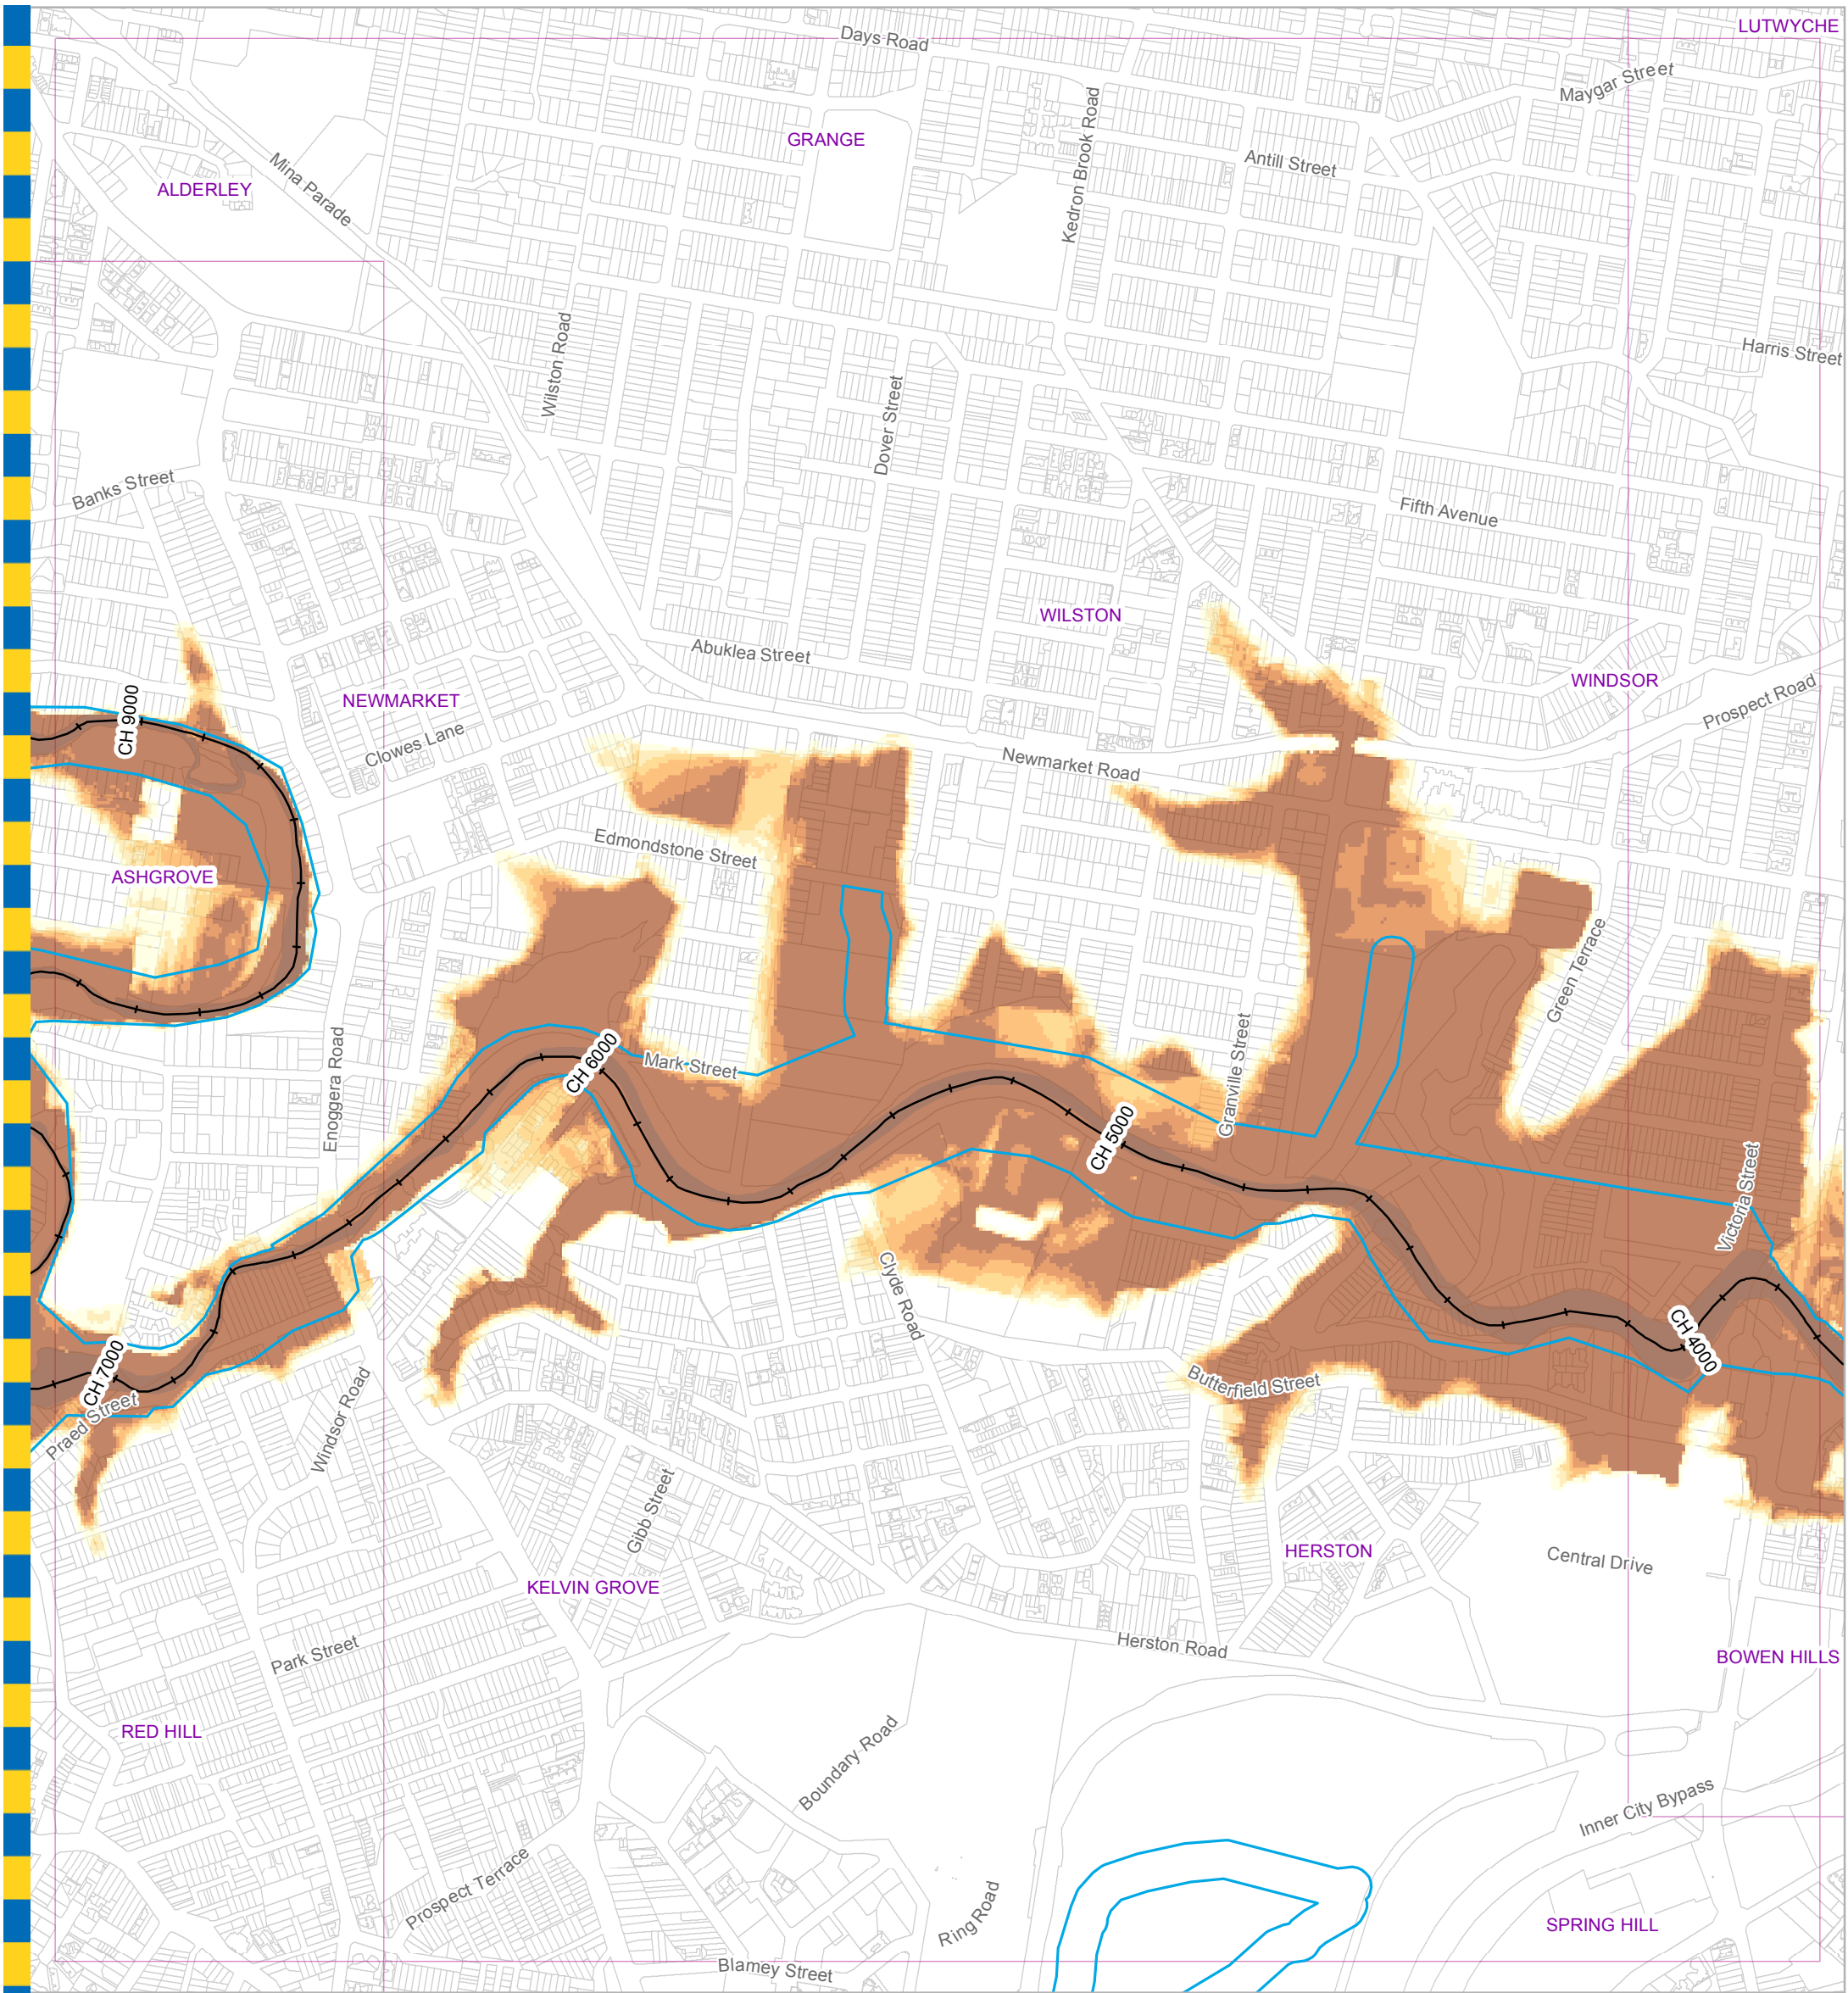 LUTWYCHE
Days Road
Maygar Street
GRANGE
Kedron Brook Road
Antill Street
Mina Parade
ALDERLEY
Wilston Road
Harris Street
Dover Street
Banks Street
Fifth Avenue
WILSTON
Abuklea Street
WINDSOR
NEWMARKET
Prospect Road
CH 9000
Clowes Lane
Newmarket Road
Edmondstone Street
ASHGROVE
Green Terrace
Enoggera Road
CH 6000
Mark Street
Granville Street
CH 5000
Victoria Street
Clyde Road
CH 4000
CH 7000
Praed Street
Butterfield Street
Windsor Road
Gibb Street
HERSTON
Central Drive
KELVIN GROVE
Herston Road
Park Street
BOWEN HILLS
RED HILL
Boundary Road
Inner City Bypass
Prospect Terrace
Ring Road
SPRING HILL
Blamey Street